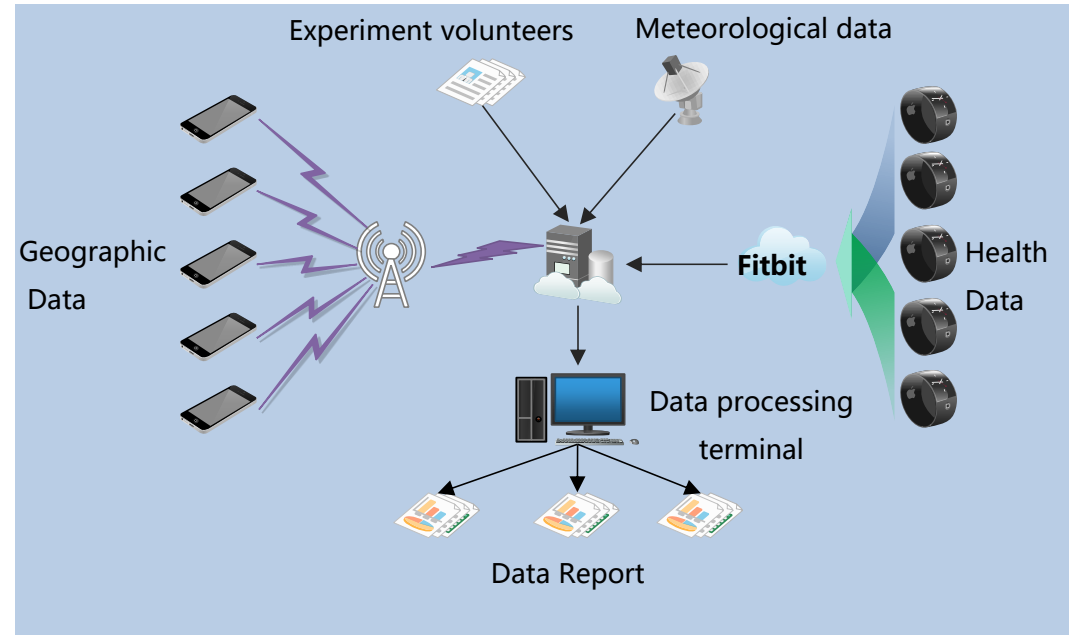 Experiment volunteers
Meteorological data
Geographic
Data
Fitbit
Health
Data
Data processing
terminal
Data Report